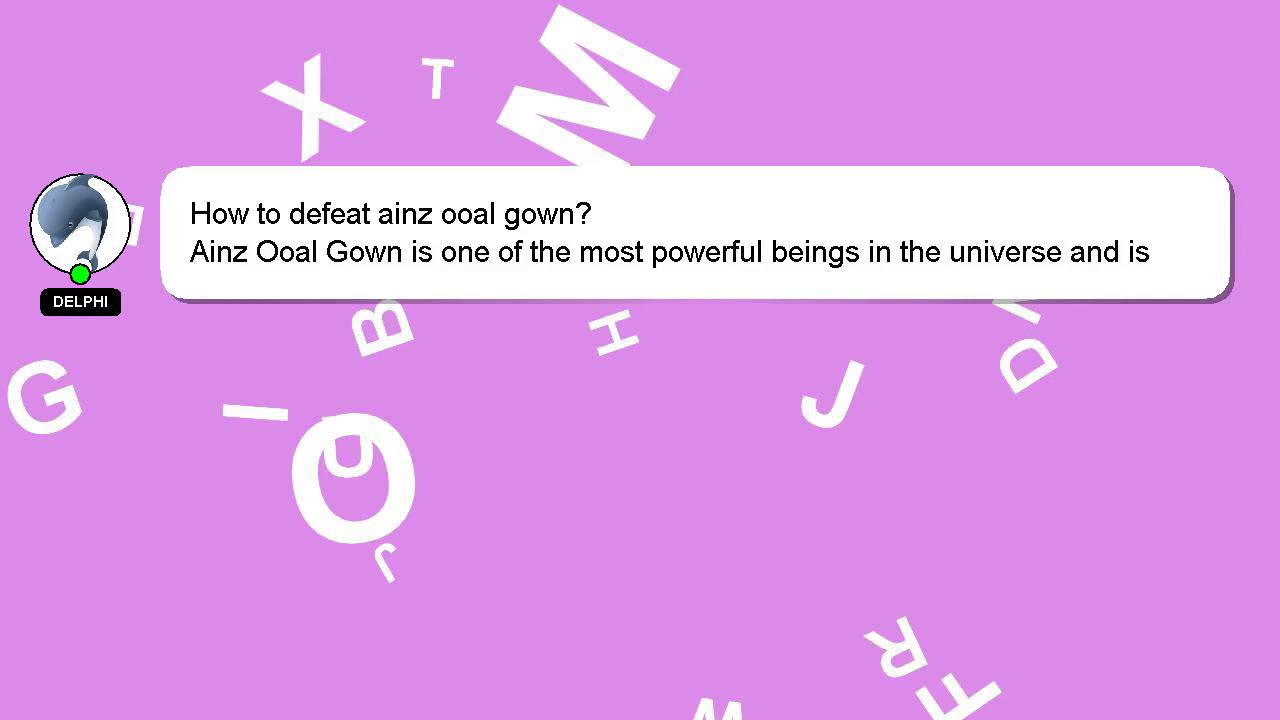 X
T
M
How to defeat ainz ooal gown?
Ainz Ooal Gown is one of the most powerful beings in the universe and is
DELPHI
B
H
D
G
I
J
O
U
J
R
F
W